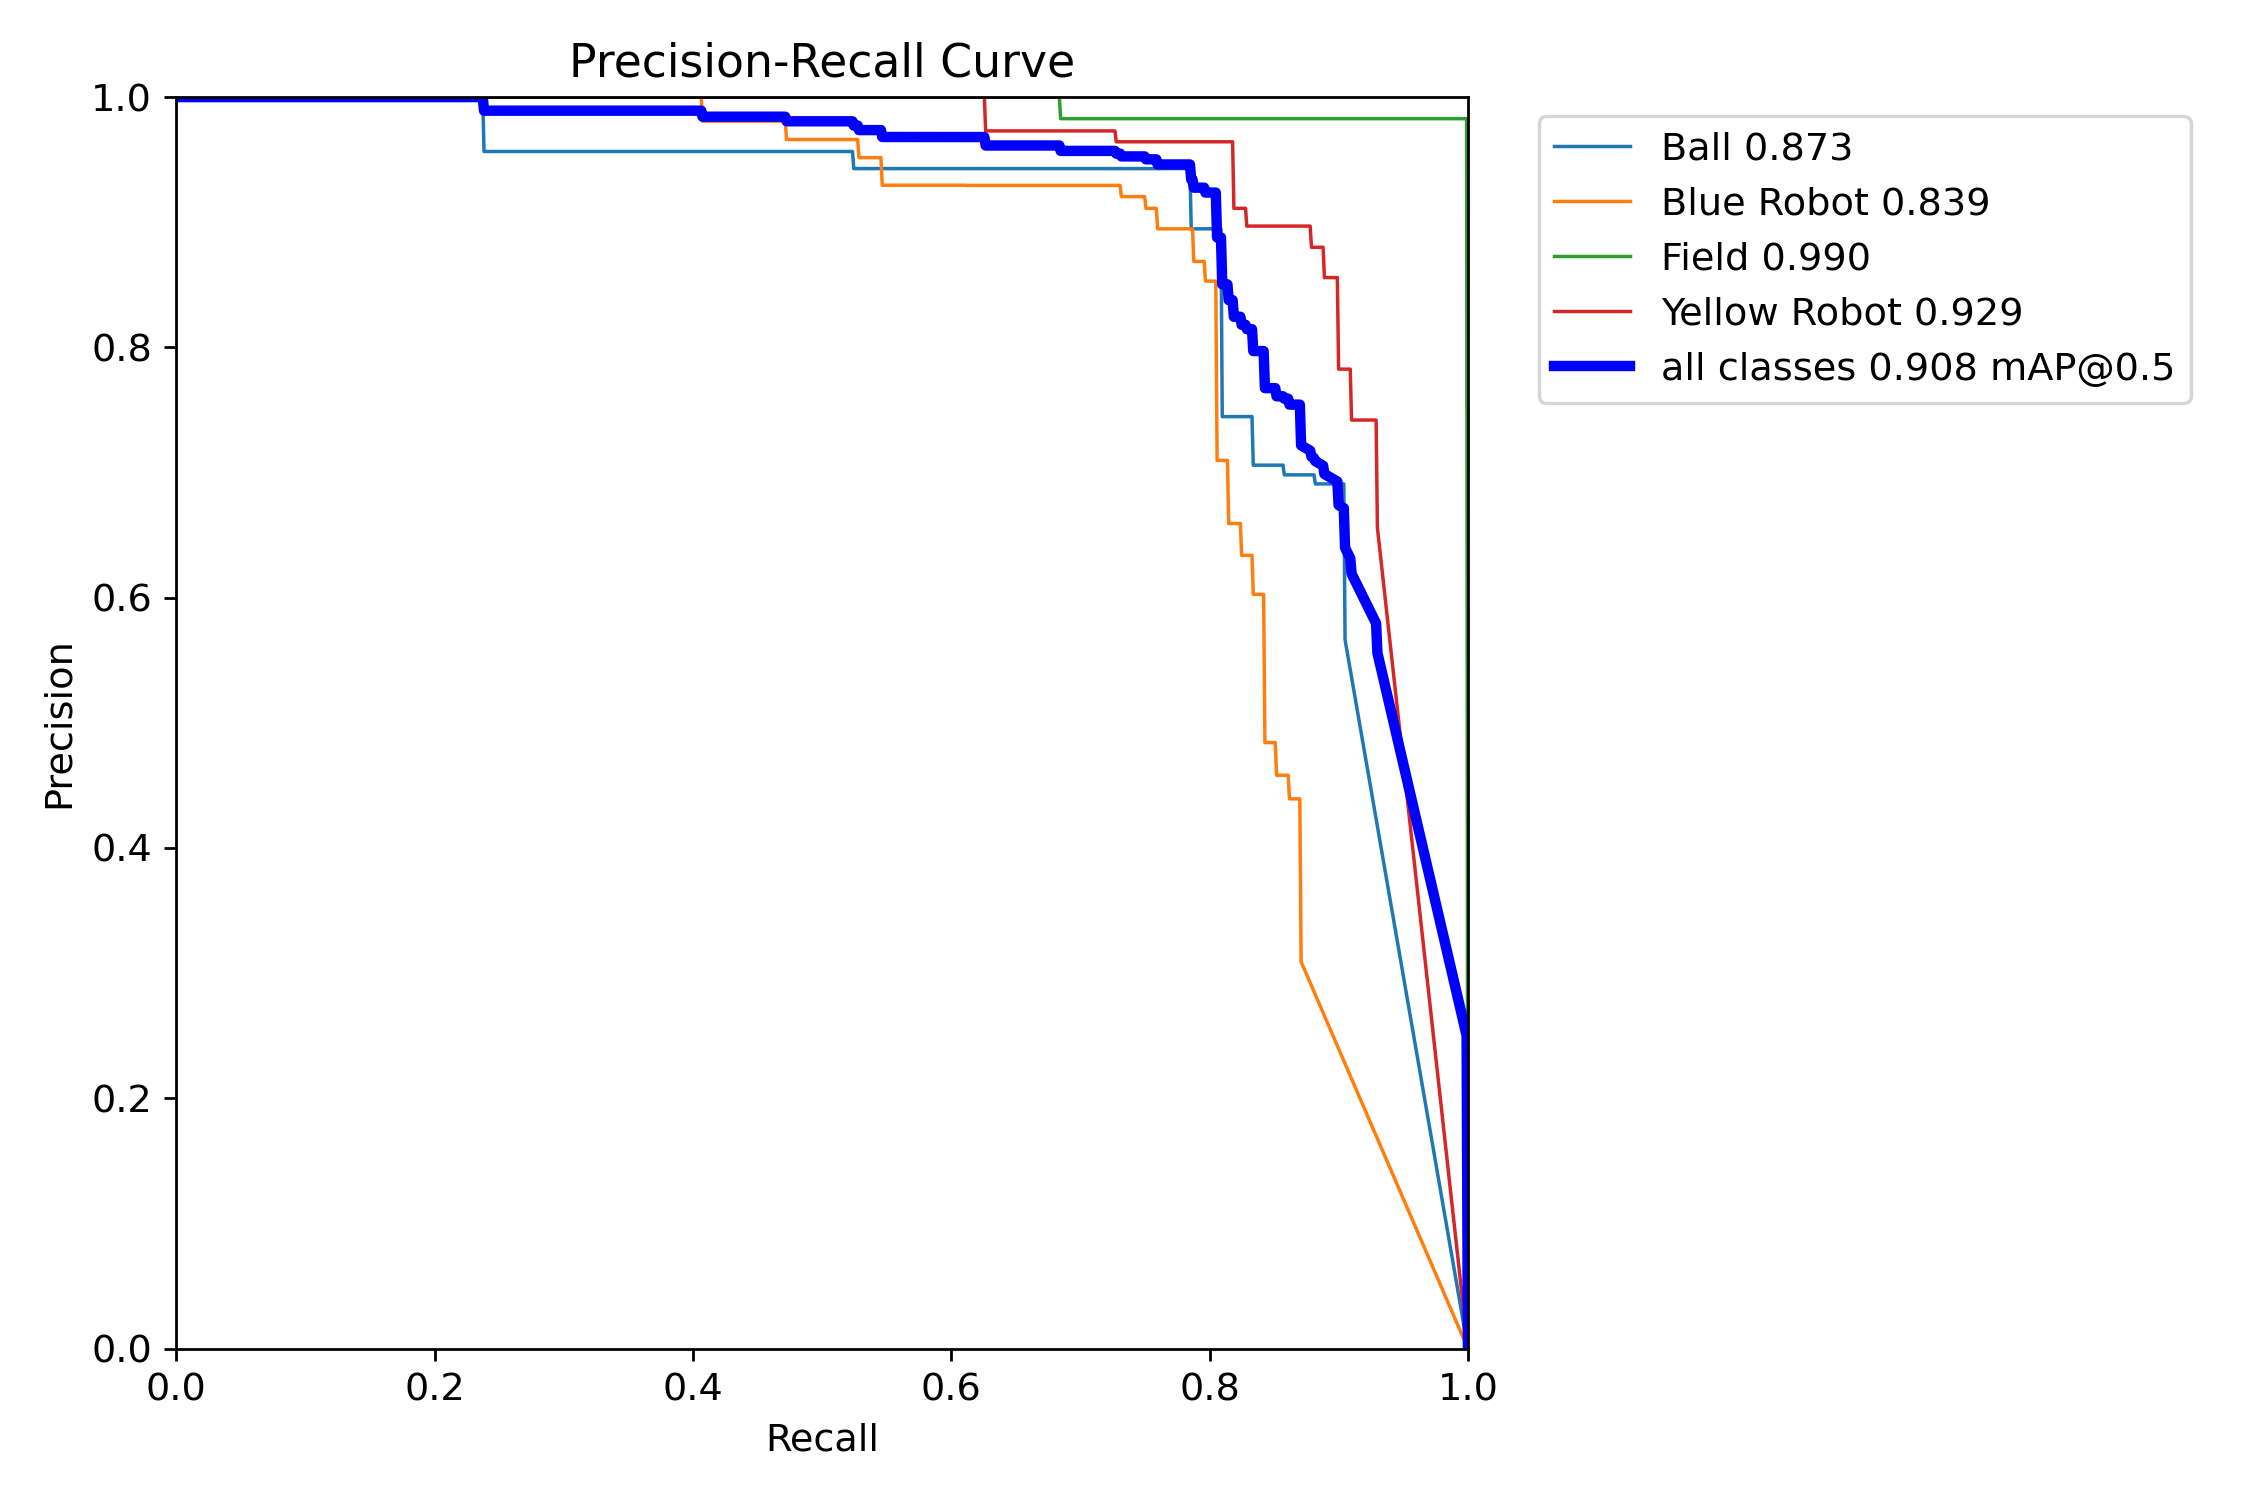 Precision-Recall Curve
1.0
0.8
0.6
0.4
0.2
0.0
Precision
0.0 0.2 0.4 0.6 0.8 1.0
Recall
Ball 0.873
Blue Robot 0.839
Field 0.990
Yellow Robot 0.929
all classes 0.908 mAP@0.5